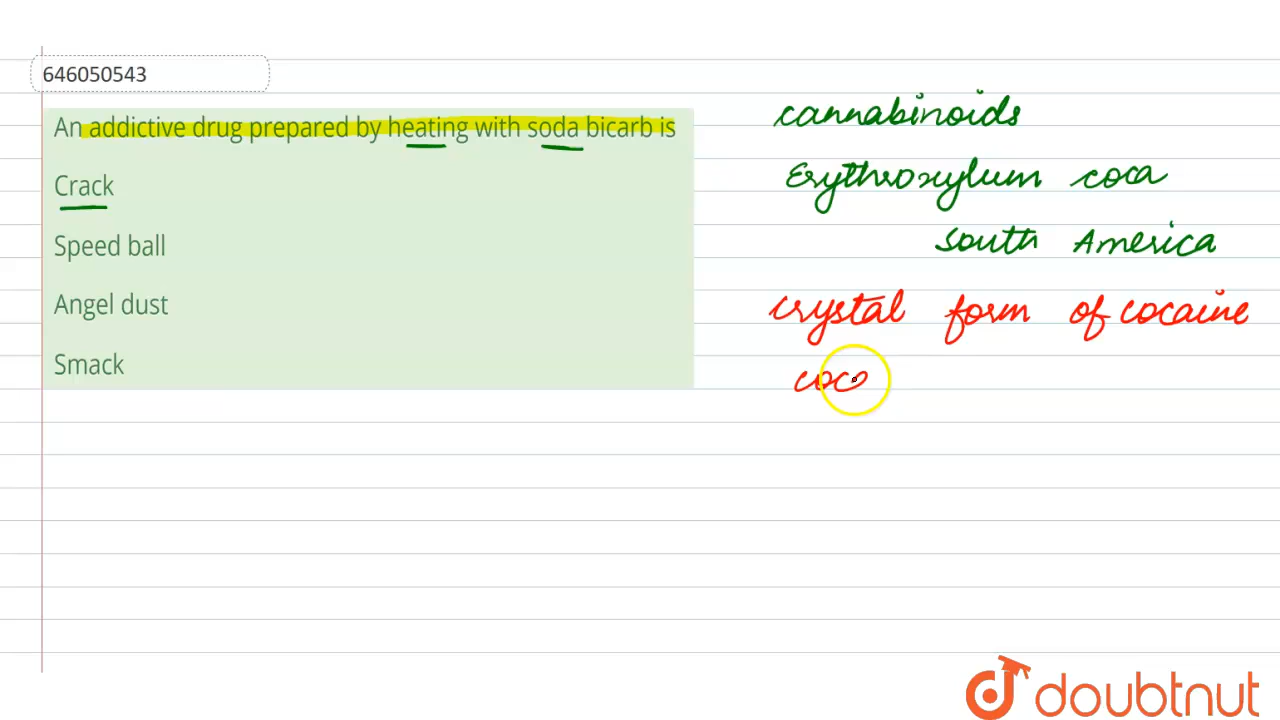 646050543
An addictive drug prepared by heating with soda bicarb is
Crack
Speed ball
Angel dust
Smack
cannabinoids
Erythroxylum coca
South America
crystal form of cocaine
coco
doubtnut